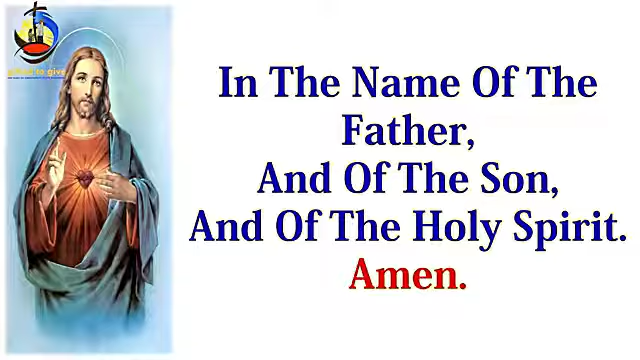 In The Name Of The
Father,
And Of The Son,
And Of The Holy Spirit.
Amen.